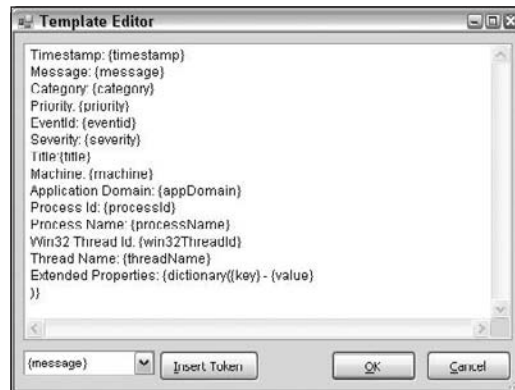 Template Editor
Timestamp: {timestamp}
Message: {message}
Category: {category}
Priority: {priority}
EventId: {eventid}
Severity: {severity}
Title:{title}
Machine: {machine}
Application Domain: {appDomain}
Process Id: {processId}
Process Name: {processName}
Win32 Thread Id: {win32ThreadId}
Thread Name: {threadName}
Extended Properties: {dictionary({key} - {value}
)}
{message}
Insert Token
OK
Cancel